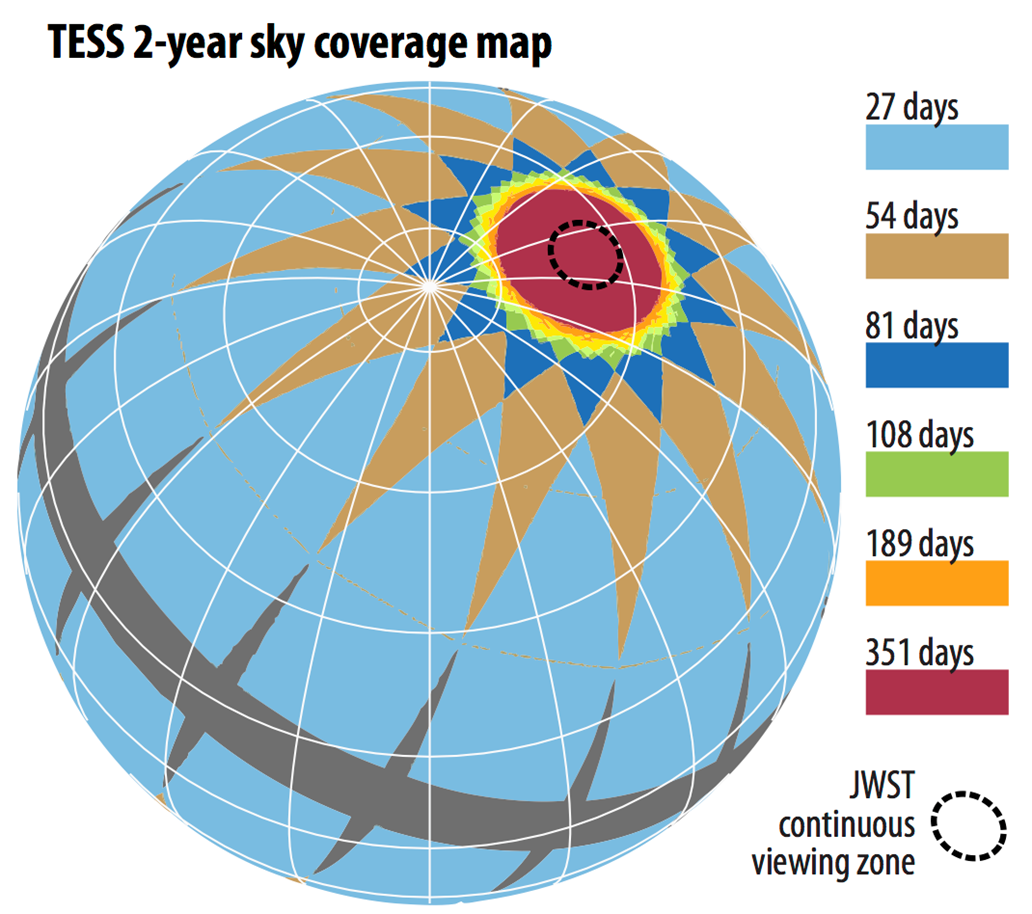 TESS 2-year sky coverage map
27 days
54 days
81 days
108 days
189 days
351 days
JWST
continuous
viewing zone